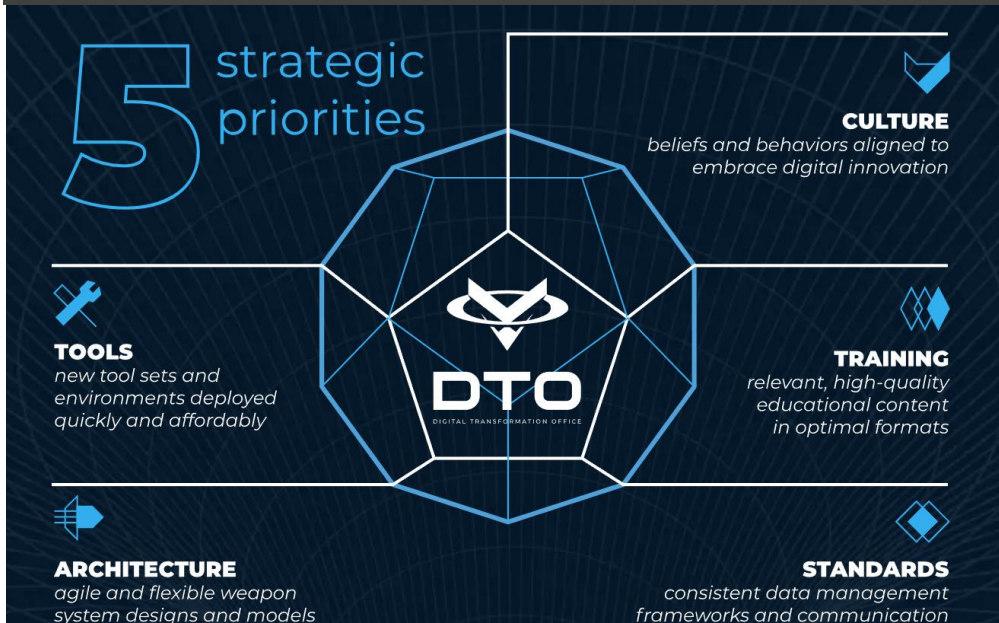 5 strategic
priorities
CULTURE
beliefs and behaviors aligned to
embrace digital innovation
TOOLS
new tool sets and
environments deployed
quickly and affordably
DTO
DIGITAL TRANSFORMATION OFFICE
TRAINING
relevant, high-quality
educational content
in optimal formats
ARCHITECTURE
agile and flexible weapon
system designs and models
STANDARDS
consistent data management
frameworks and communication